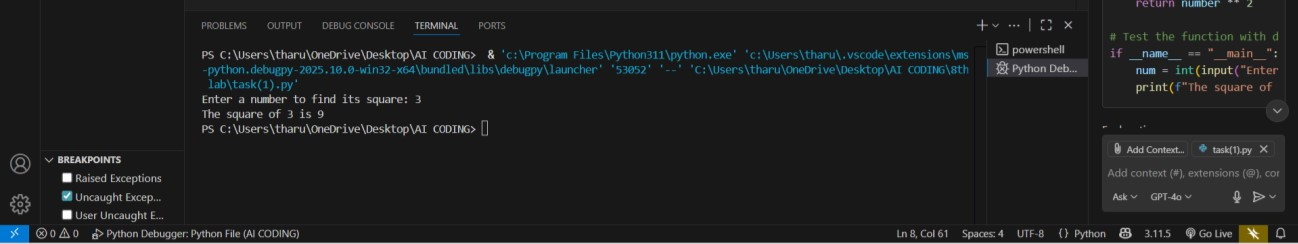 PROBLEMS OUTPUT DEBUG CONSOLE TERMINAL PORTS
PS C:\Users\tharu\OneDrive\Desktop\AI CODING> & 'c:\Program Files\Python311\python.exe' 'c:\Users\tharu\.vscode\extensions\ms
-python.debugpy-2025.10.0-win32-x64\bundled\libs\debugpy\launcher' '53052' '--' 'C:\Users\tharu\OneDrive\Desktop\AI CODING\8th
lab\task(1).py'
Enter a number to find its square: 3
The square of 3 is 9
PS C:\Users\tharu\OneDrive\Desktop\AI CODING>
powershell
Python Deb...
return number ** 2
# Test the function with d
if __name__ == "__main__":
num = int(input("Enter
print(f"The square of
Add Context...
task(1).py
Add context (#), extensions (@), cor
Ask GPT-4o
BREAKPOINTS
Raised Exceptions
Uncaught Excep...
User Uncaught E...
0 0 Python Debugger: Python File (AI CODING) Ln 8, Col 61 Spaces: 4 UTF-8 {} Python 3.11.5 Go Live